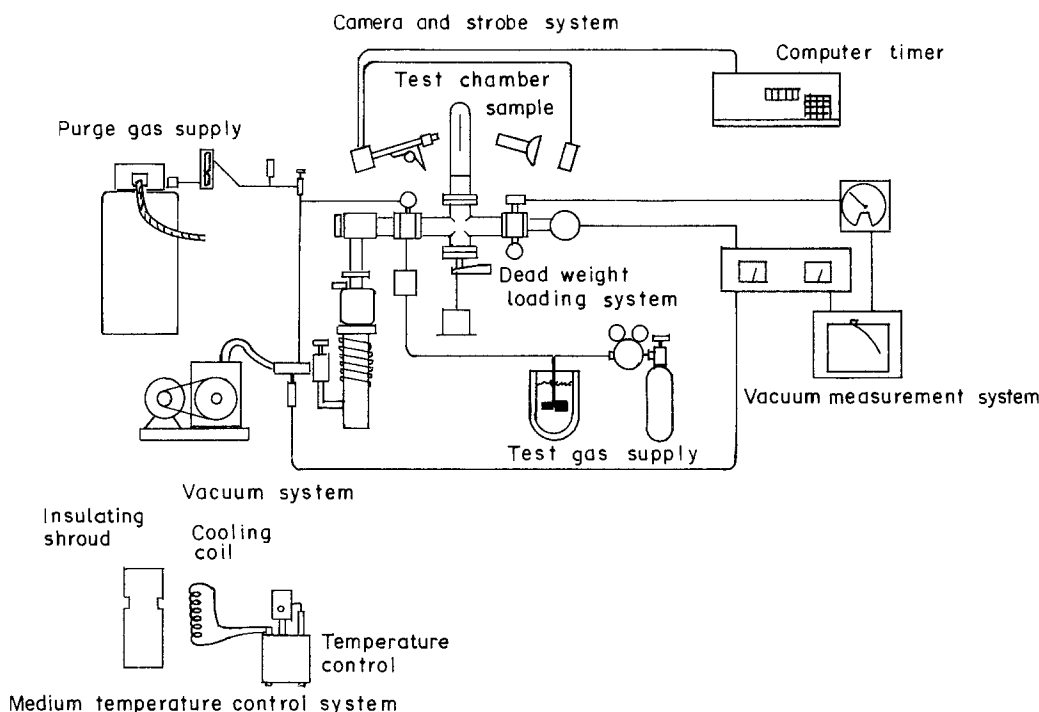 Camera and strobe system
Computer timer
Test chamber
sample
Purge gas supply
Dead weight
loading system
Vacuum measurement system
Test gas supply
Vacuum system
Insulating
shroud
Cooling
coil
Temperature
control
Medium temperature control system